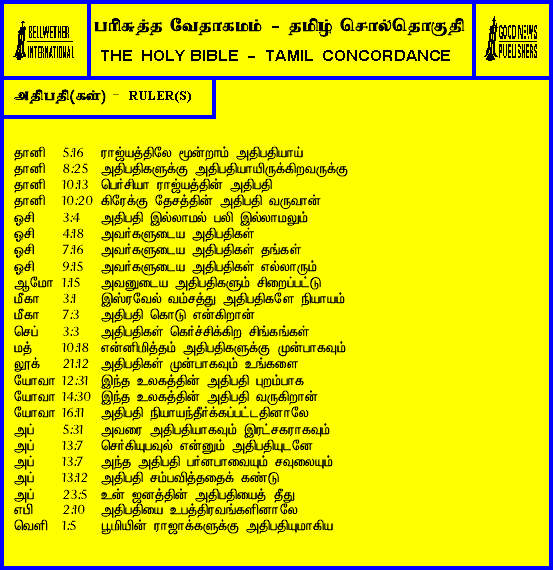 BELLWETHER
INTERNATIONAL
பரிசுத்த வேதாகமம் - தமிழ் சொல்தொகுதி
THE HOLY BIBLE - TAMIL CONCORDANCE
GOOD NEWS
PUBLISHERS
அதிபதி(கள்) - RULER(S)
தானி 5:16 ராஜ்யத்திலே மூன்றாம் அதிபதியாய்
தானி 8:25 அதிபதிகளுக்கு அதிபதியாயிருக்கிறவருக்கு
தானி 10:13 பெர்சியா ராஜ்யத்தின் அதிபதி
தானி 10:20 கிரேக்கு தேசத்தின் அதிபதி வருவான்
ஓசி 3:4 அதிபதி இல்லாமல் பலி இல்லாமலும்
ஓசி 4:18 அவர்களுடைய அதிபதிகள்
ஓசி 7:16 அவர்களுடைய அதிபதிகள் தங்கள்
ஓசி 9:15 அவர்களுடைய அதிபதிகள் எல்லாரும்
ஆமோ 1:15 அவனுடைய அதிபதிகளும் சிறைப்பட்டு
மீகா 3:1 இஸ்ரவேல் வம்சத்து அதிபதிகளே நியாயம்
மீகா 7:3 அதிபதி கொடு என்கிறான்
செப் 3:3 அதிபதிகள் கெர்ச்சிக்கிற சிங்கங்கள்
மத் 10:18 என்னிமித்தம் அதிபதிகளுக்கு முன்பாகவும்
லூக் 21:12 அதிபதிகள் முன்பாகவும் உங்களை
யோவா 12:31 இந்த உலகத்தின் அதிபதி புறம்பாக
யோவா 14:30 இந்த உலகத்தின் அதிபதி வருகிறான்
யோவா 16:11 அதிபதி நியாயந்தீர்க்கப்பட்டதினாலே
அப் 5:31 அவரை அதிபதியாகவும் இரட்சகராகவும்
அப் 13:7 செர்கியுபவுல் என்னும் அதிபதியுடனே
அப் 13:7 அந்த அதிபதி பர்னபாவையும் சவுலையும்
அப் 13:12 அதிபதி சம்பவித்ததைக் கண்டு
அப் 23:5 உன் ஜனத்தின் அதிபதியைத் தீது
எபி 2:10 அதிபதியை உபத்திரவங்களினாலே
வெளி 1:5 பூமியின் ராஜாக்களுக்கு அதிபதியுமாகிய